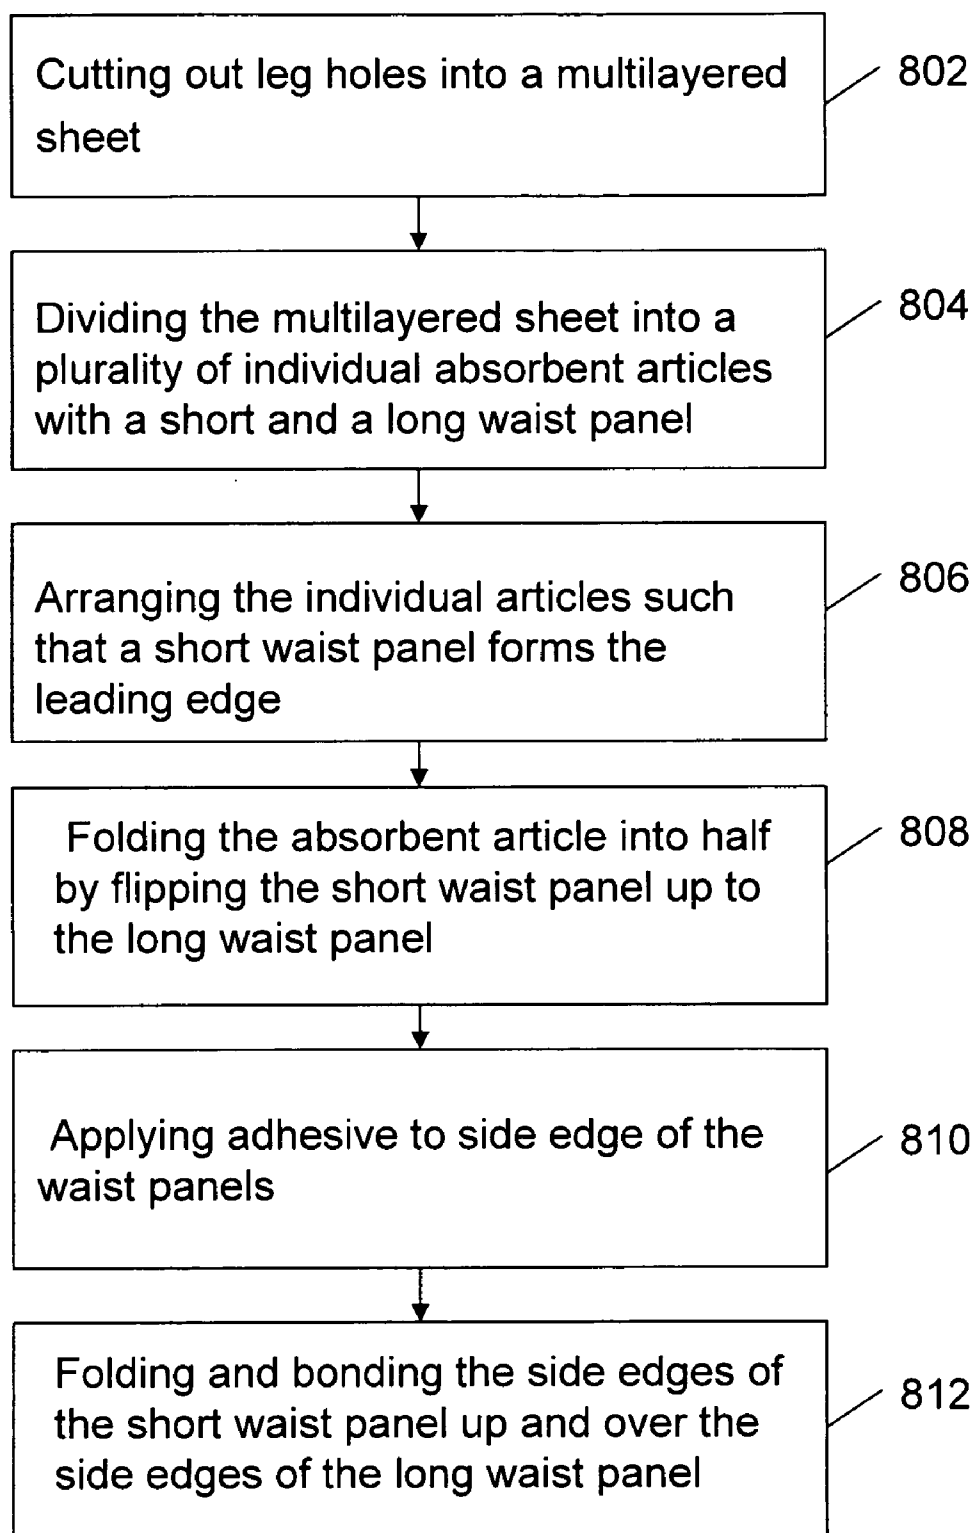 Cutting out leg holes into a multilayered
sheet
802
Dividing the multilayered sheet into a
plurality of individual absorbent articles
with a short and a long waist panel
804
Arranging the individual articles such
that a short waist panel forms the
leading edge
806
Folding the absorbent article into half
by flipping the short waist panel up to
the long waist panel
808
Applying adhesive to side edge of the
waist panels
810
Folding and bonding the side edges of
the short waist panel up and over the
side edges of the long waist panel
812